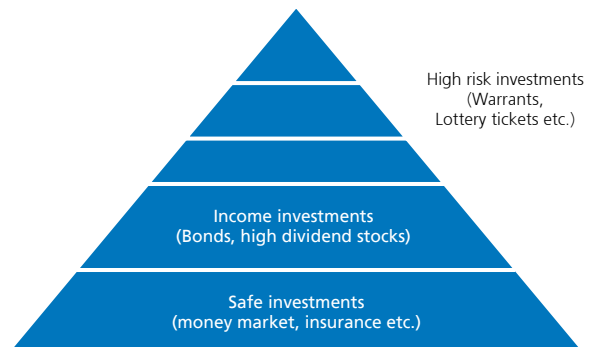 High risk investments
(Warrants,
Lottery tickets etc.)
Income investments
(Bonds, high dividend stocks)
Safe investments
(money market, insurance etc.)